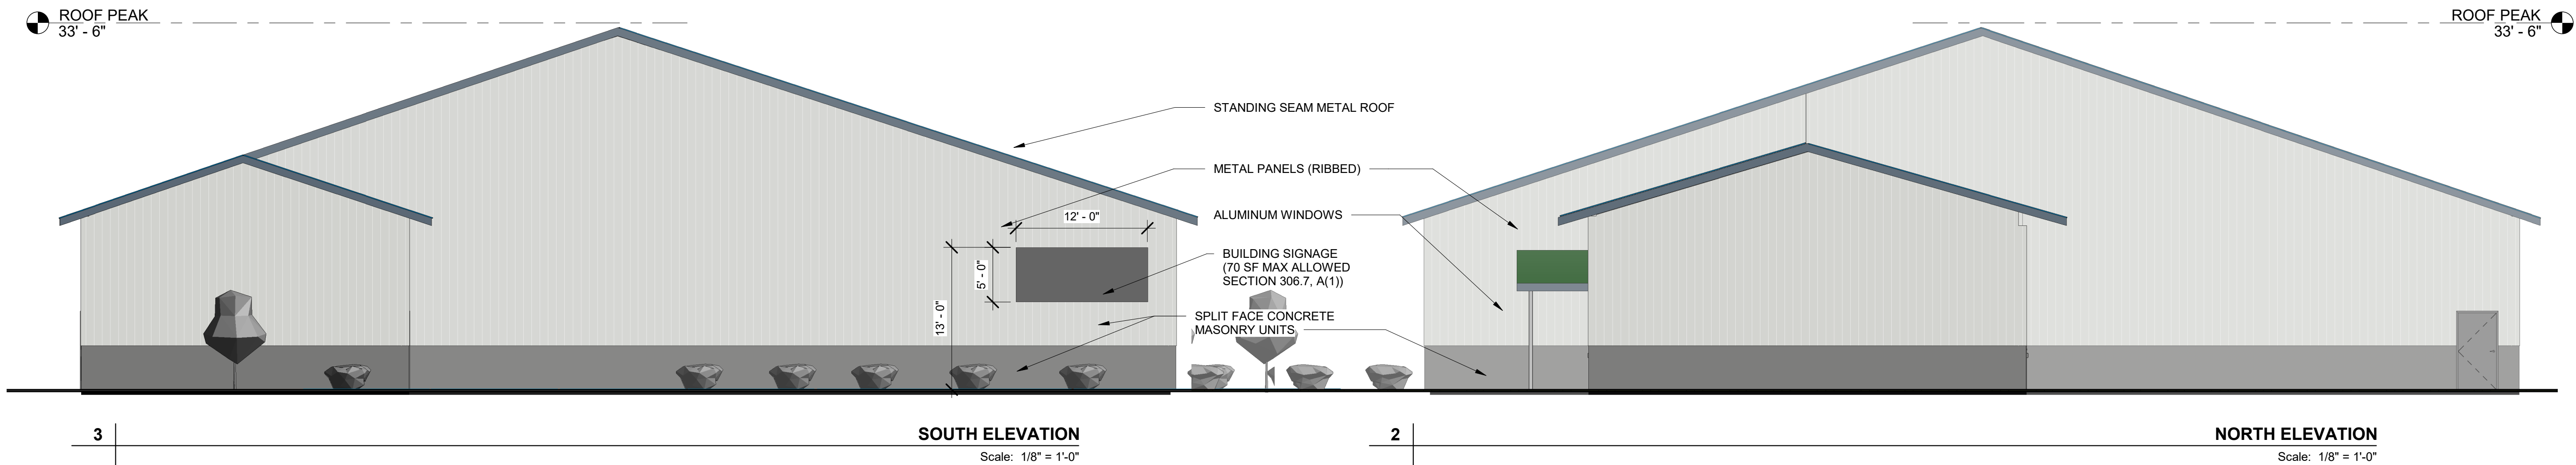 ROOF PEAK
33' - 6"
ROOF PEAK
33' - 6"
STANDING SEAM METAL ROOF
METAL PANELS (RIBBED)
ALUMINUM WINDOWS
12' - 0"
BUILDING SIGNAGE
(70 SF MAX ALLOWED
SECTION 306.7, A(1))
5' - 0"
13' - 0"
SPLIT FACE CONCRETE
MASONRY UNITS
3
SOUTH ELEVATION
Scale: 1/8" = 1'-0"
2
NORTH ELEVATION
Scale: 1/8" = 1'-0"